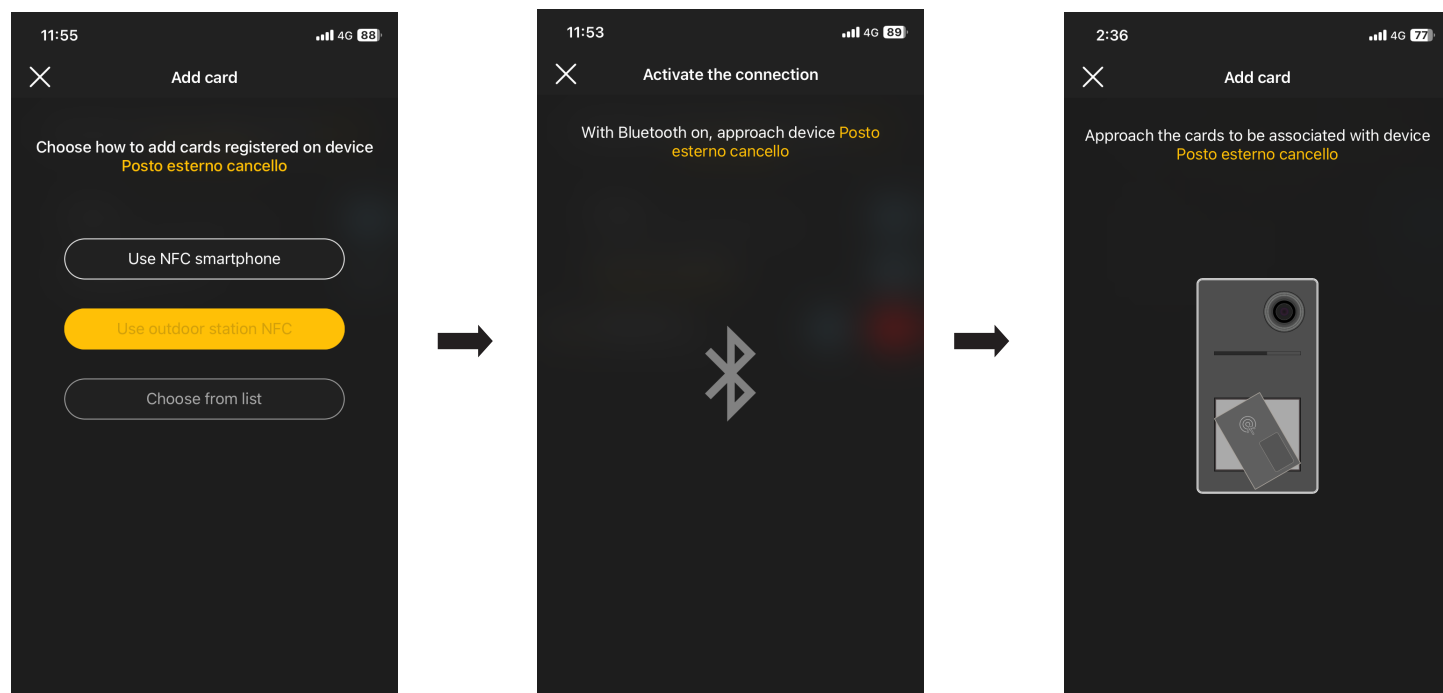 11:55
4G 88
Add card
Choose how to add cards registered on device
Posto esterno cancello
Use NFC smartphone
Use outdoor station NFC
Choose from list
11:53
4G 89
Activate the connection
With Bluetooth on, approach device Posto
esterno cancello
2:36
4G 77
Add card
Approach the cards to be associated with device
Posto esterno cancello